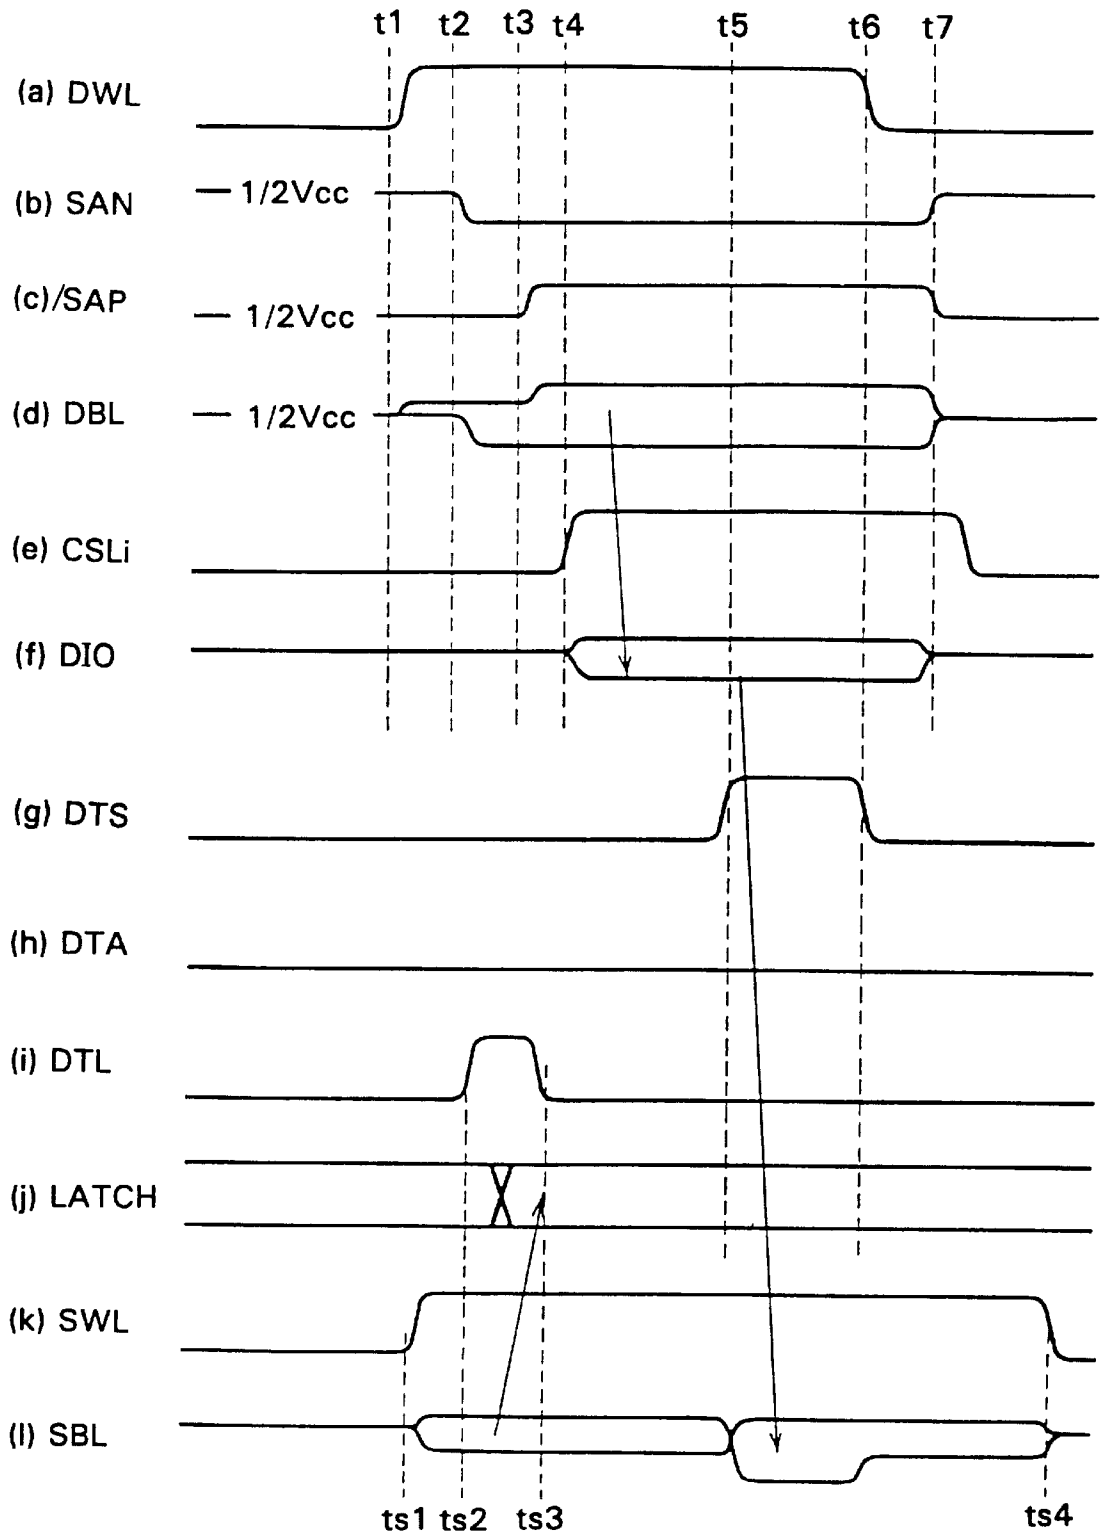 t1 t2 t3 t4 t5 t6 t7
(a) DWL
(b) SAN 1/2Vcc
(c)/SAP 1/2Vcc
(d) DBL 1/2Vcc
(e) CSLi
(f) DIO
(g) DTS
(h) DTA
(i) DTL
(j) LATCH
(k) SWL
(l) SBL
ts1 ts2 ts3 ts4